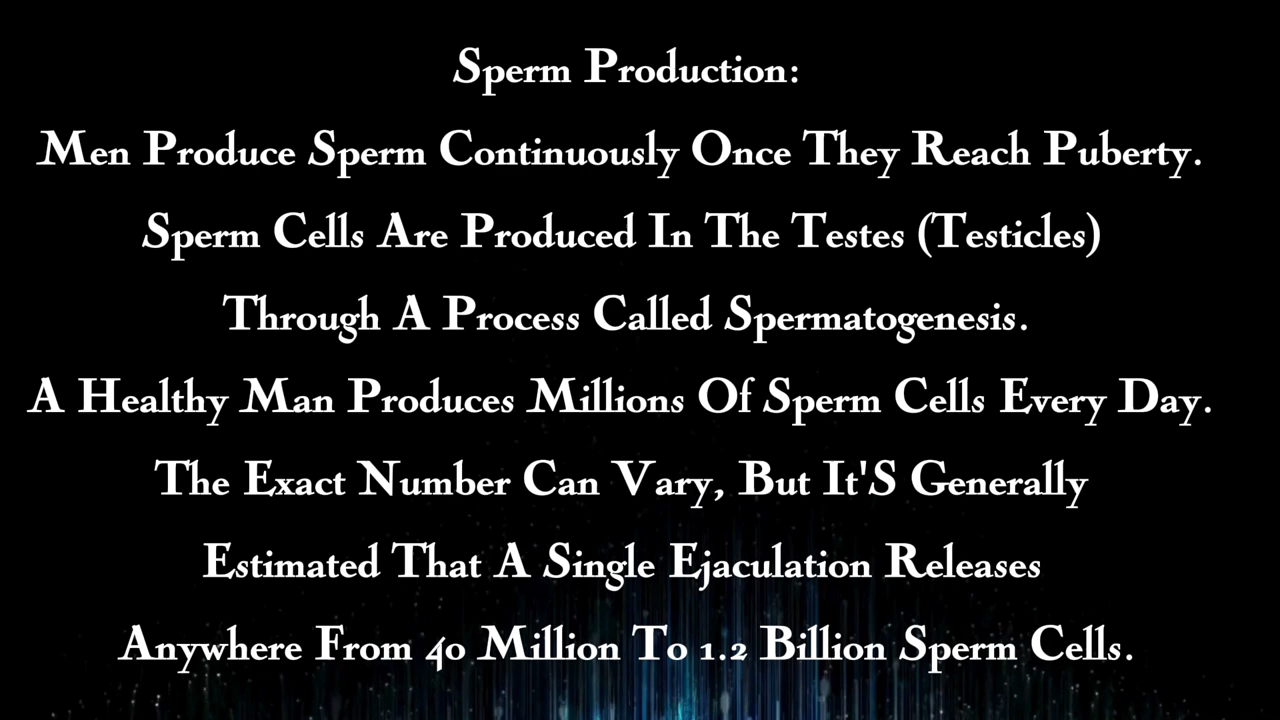 Sperm Production:
Men Produce Sperm Continuously Once They Reach Puberty.
Sperm Cells Are Produced In The Testes (Testicles)
Through A Process Called Spermatogenesis.
A Healthy Man Produces Millions Of Sperm Cells Every Day.
The Exact Number Can Vary, But It'S Generally
Estimated That A Single Ejaculation Releases
Anywhere From 40 Million To 1.2 Billion Sperm Cells.